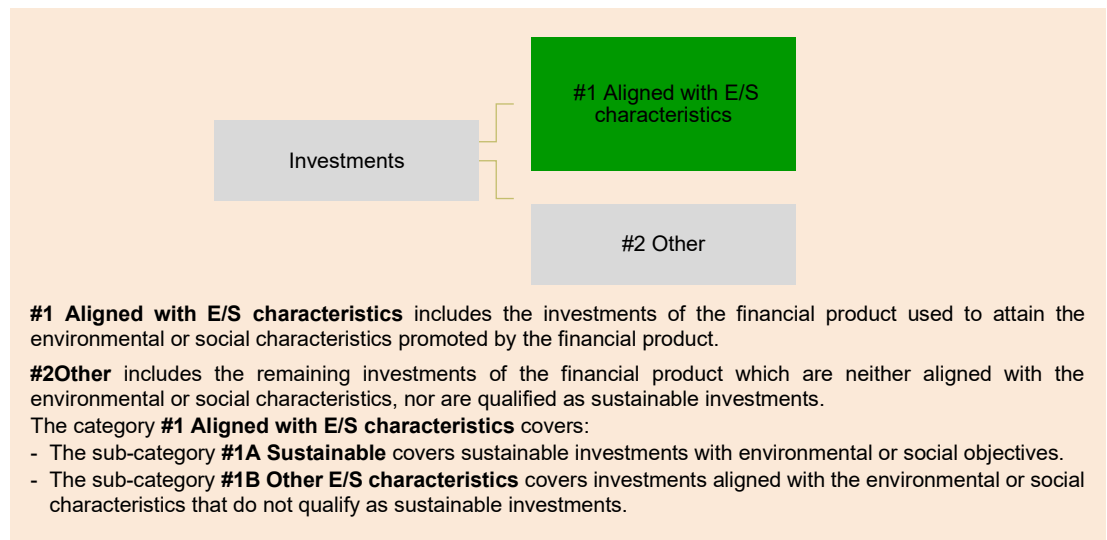 #1 Aligned with E/S
characteristics
Investments
#2 Other
#1 Aligned with E/S characteristics includes the investments of the financial product used to attain the
environmental or social characteristics promoted by the financial product.
#2Other includes the remaining investments of the financial product which are neither aligned with the
environmental or social characteristics, nor are qualified as sustainable investments.
The category #1 Aligned with E/S characteristics covers:
- The sub-category #1A Sustainable covers sustainable investments with environmental or social objectives.
- The sub-category #1B Other E/S characteristics covers investments aligned with the environmental or social
characteristics that do not qualify as sustainable investments.